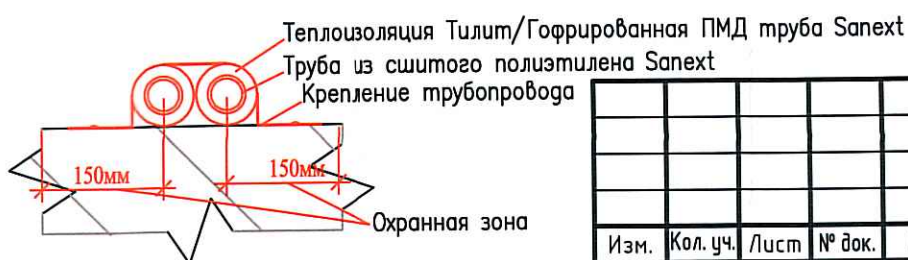 Теплоизоляция Тилит/Гофрированная ПМД труба Sanext
Труба из сшитого полиэтилена Sanext
Крепление трубопровода
150мм 150мм
Охранная зона
Изм. Кол. уч. Лист № док.